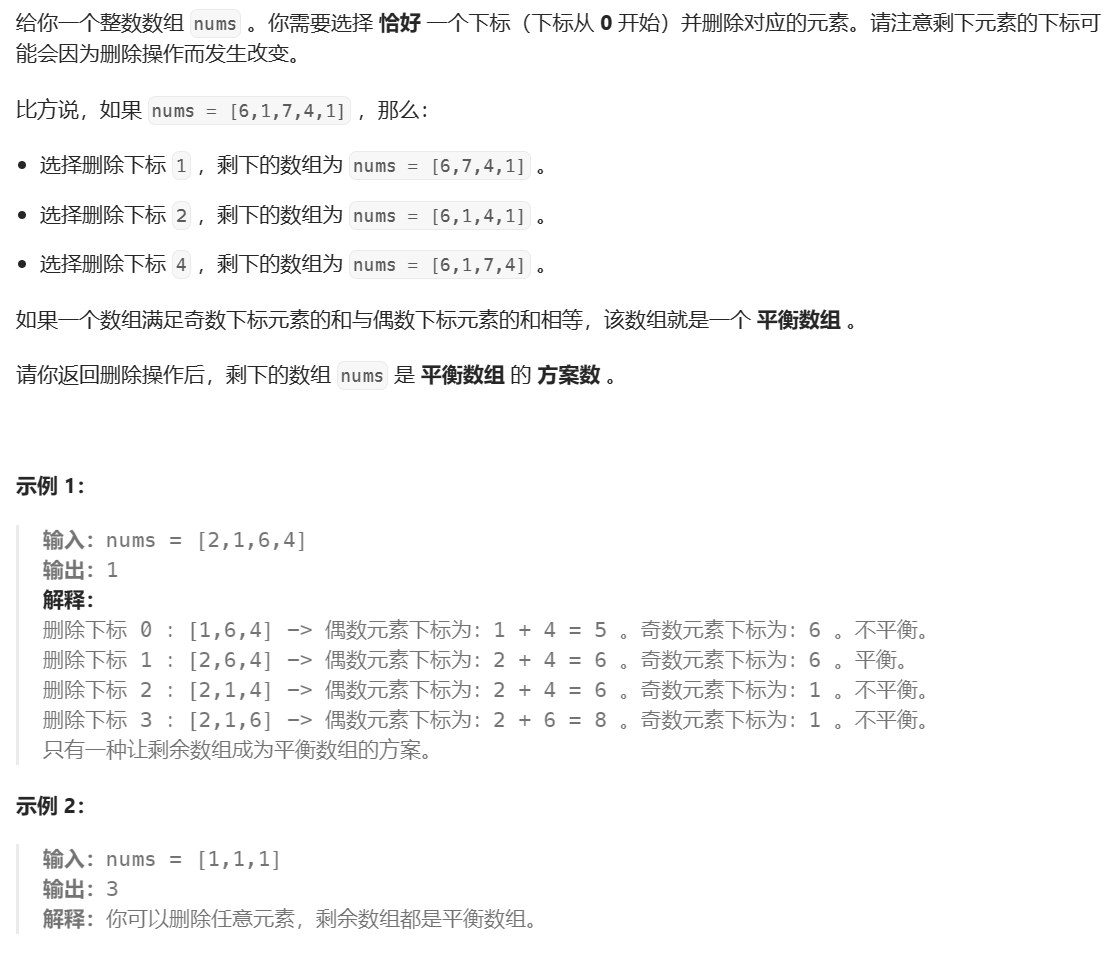 给你一个整数数组 nums 。你需要选择 恰好 一个下标（下标从 0 开始）并删除对应的元素。请注意剩下元素的下标可
能会因为删除操作而发生改变。
比方说，如果 nums = [6,1,7,4,1] ，那么：
• 选择删除下标 1 ，剩下的数组为 nums = [6,7,4,1] 。
• 选择删除下标 2 ，剩下的数组为 nums = [6,1,4,1] 。
• 选择删除下标 4 ，剩下的数组为 nums = [6,1,7,4] 。
如果一个数组满足奇数下标元素的和与偶数下标元素的和相等，该数组就是一个 平衡数组 。
请你返回删除操作后，剩下的数组 nums 是 平衡数组 的 方案数 。
示例 1：
输入：nums = [2,1,6,4]
输出：1
解释：
删除下标 0 ：[1,6,4] -> 偶数元素下标为：1 + 4 = 5 。奇数元素下标为：6 。不平衡。
删除下标 1 ：[2,6,4] -> 偶数元素下标为：2 + 4 = 6 。奇数元素下标为：6 。平衡。
删除下标 2 ：[2,1,4] -> 偶数元素下标为：2 + 4 = 6 。奇数元素下标为：1 。不平衡。
删除下标 3 ：[2,1,6] -> 偶数元素下标为：2 + 6 = 8 。奇数元素下标为：1 。不平衡。
只有一种让剩余数组成为平衡数组的方案。
示例 2：
输入：nums = [1,1,1]
输出：3
解释：你可以删除任意元素，剩余数组都是平衡数组。